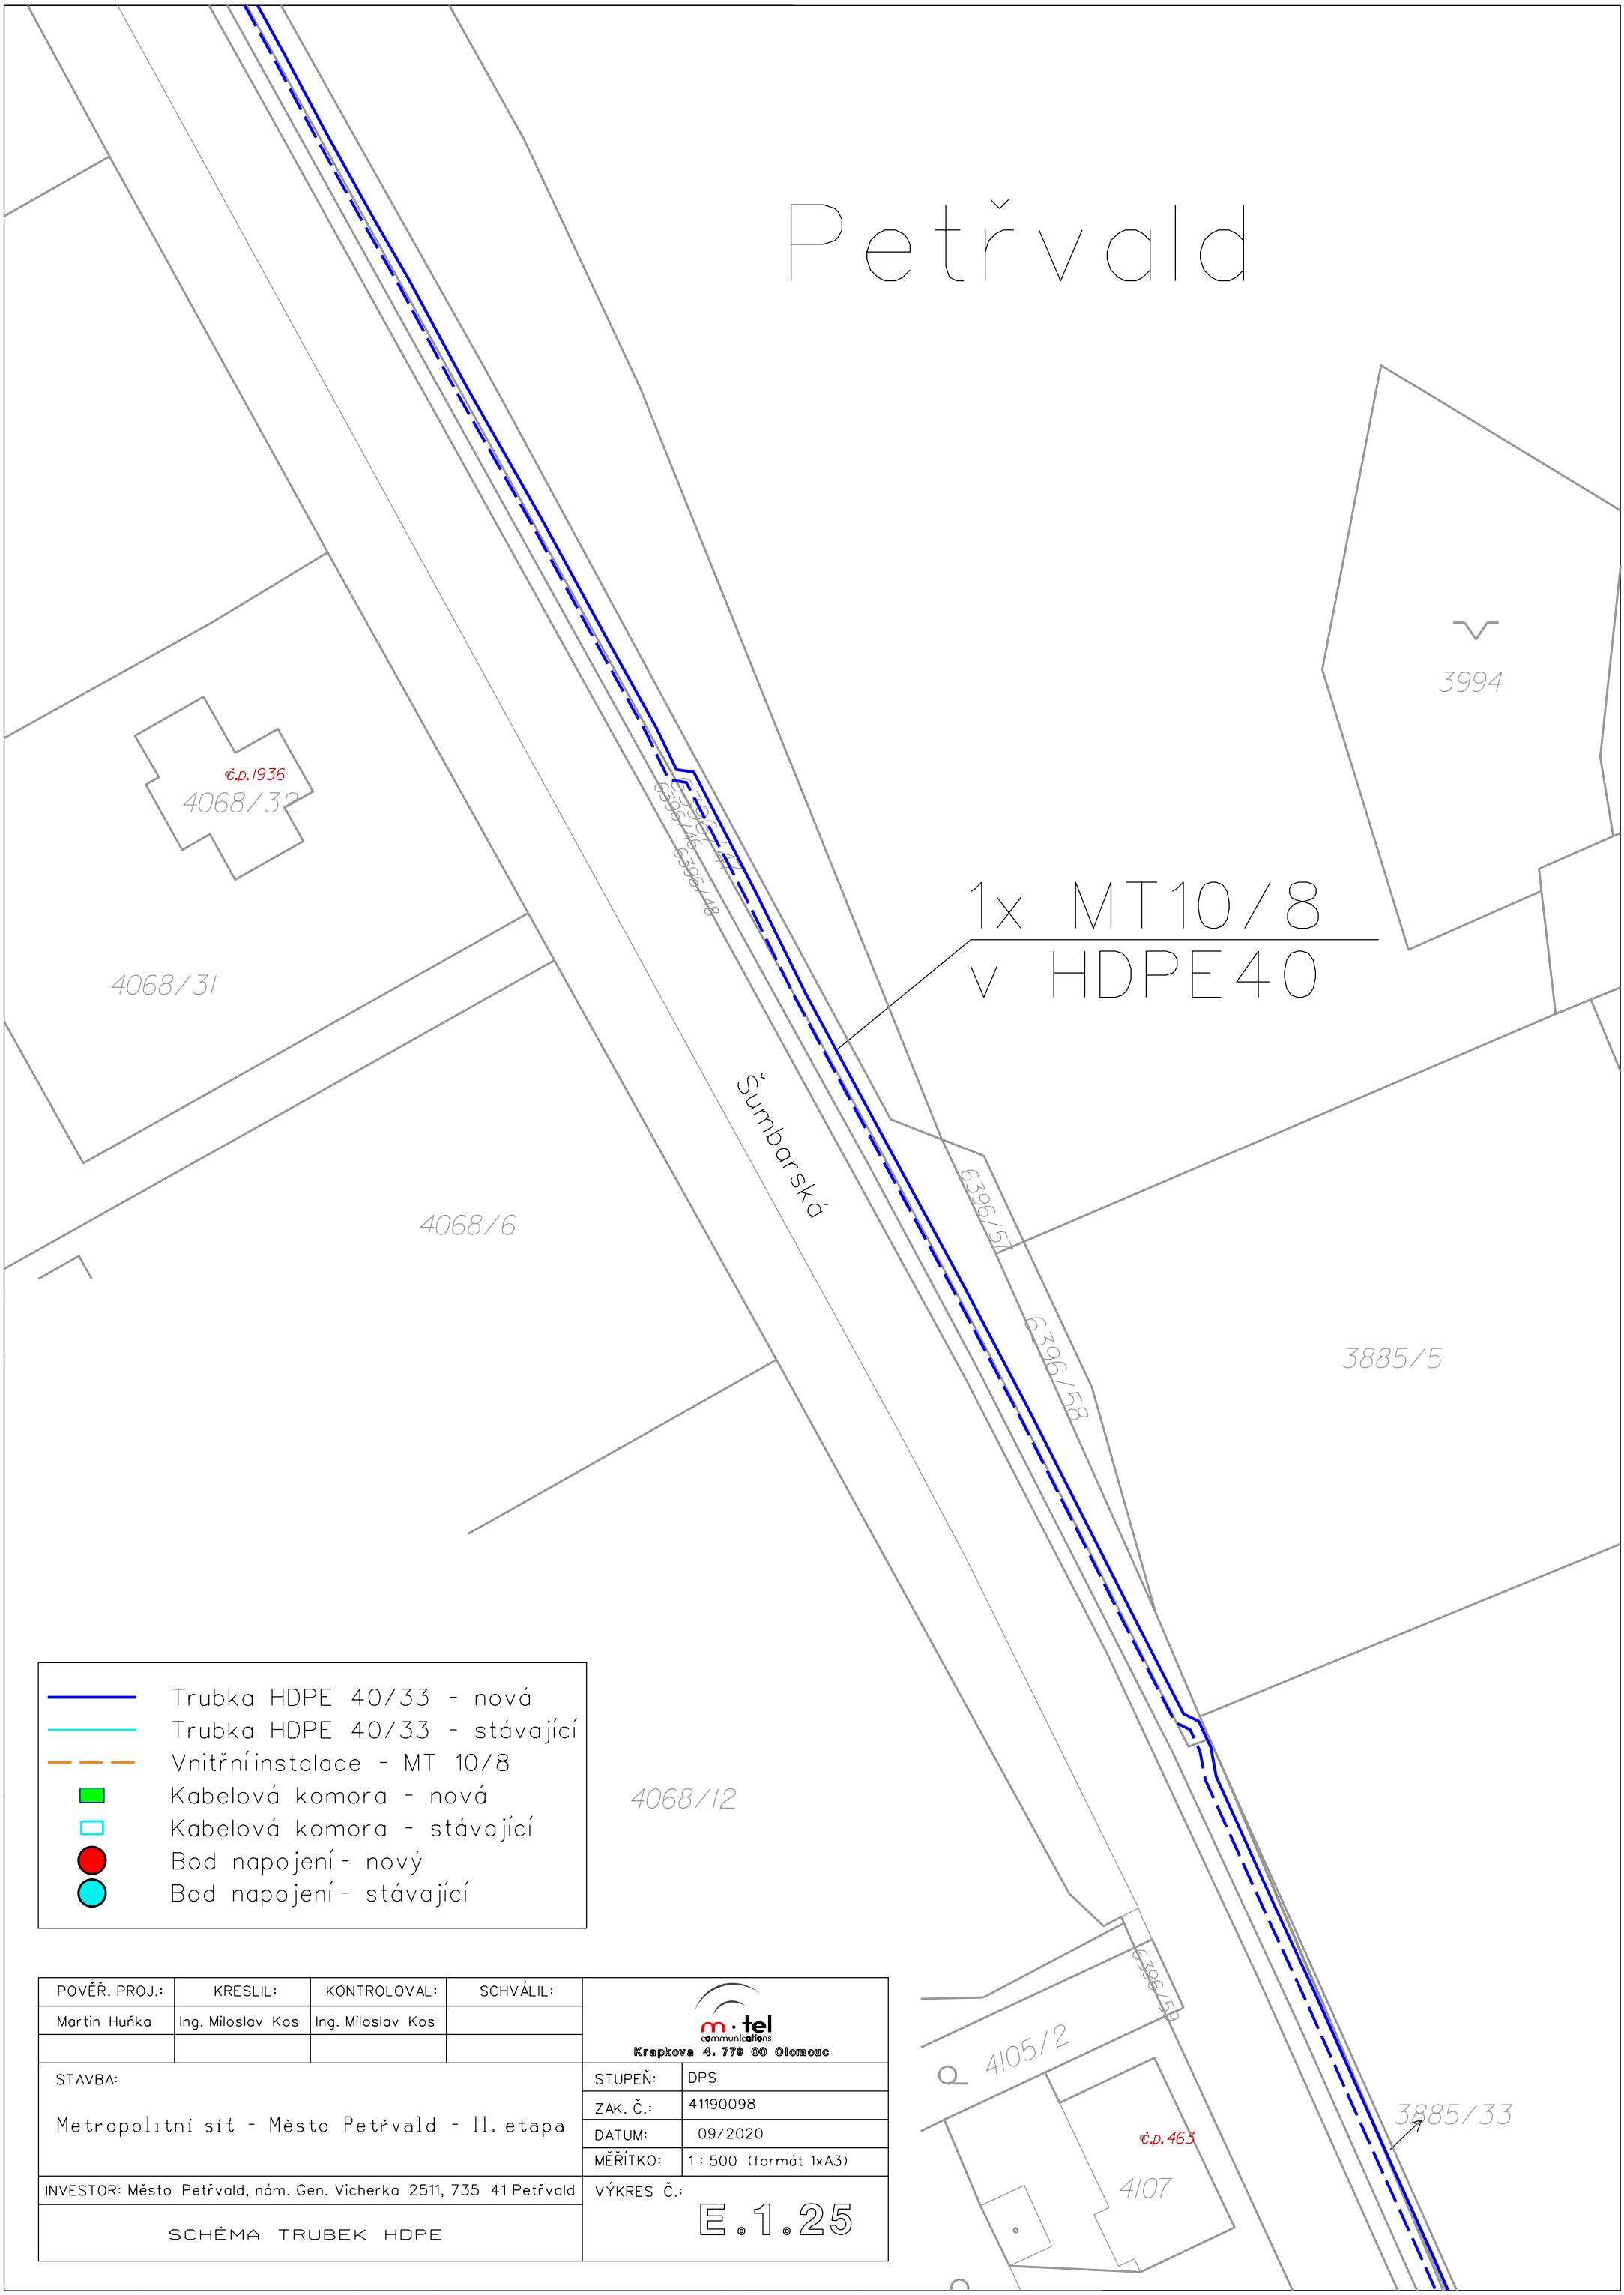 Petřvald
3994
č.p.1936
4068/32
6396/47
6396/46
6396/48
1x MT10/8
v HDPE40
4068/31
Šumbarská
6396/57
4068/6
6396/58
3885/5
Trubka HDPE 40/33 - nová
Trubka HDPE 40/33 - stávající
Vnitřní instalace - MT 10/8
Kabelová komora - nová
Kabelová komora - stávající
Bod napojení - nový
Bod napojení - stávající
4068/12
4105/2
3885/33
č.p.463
4107
POVĚŘ. PROJ.: KRESLIL: KONTROLOVAL: SCHVÁLIL:
Martin Huňka Ing. Miloslav Kos Ing. Miloslav Kos
m·tel
communications
Krapkova 4, 779 00 Olomouc
STAVBA:
Metropolitní síť - Město Petřvald - II. etapa
STUPEŇ: DPS
ZAK. Č.: 41190098
DATUM: 09/2020
MĚŘÍTKO: 1 : 500 (formát 1xA3)
INVESTOR: Město Petřvald, nám. Gen. Vicherka 2511, 735 41 Petřvald
VÝKRES Č.:
E.1.25
SCHÉMA TRUBEK HDPE